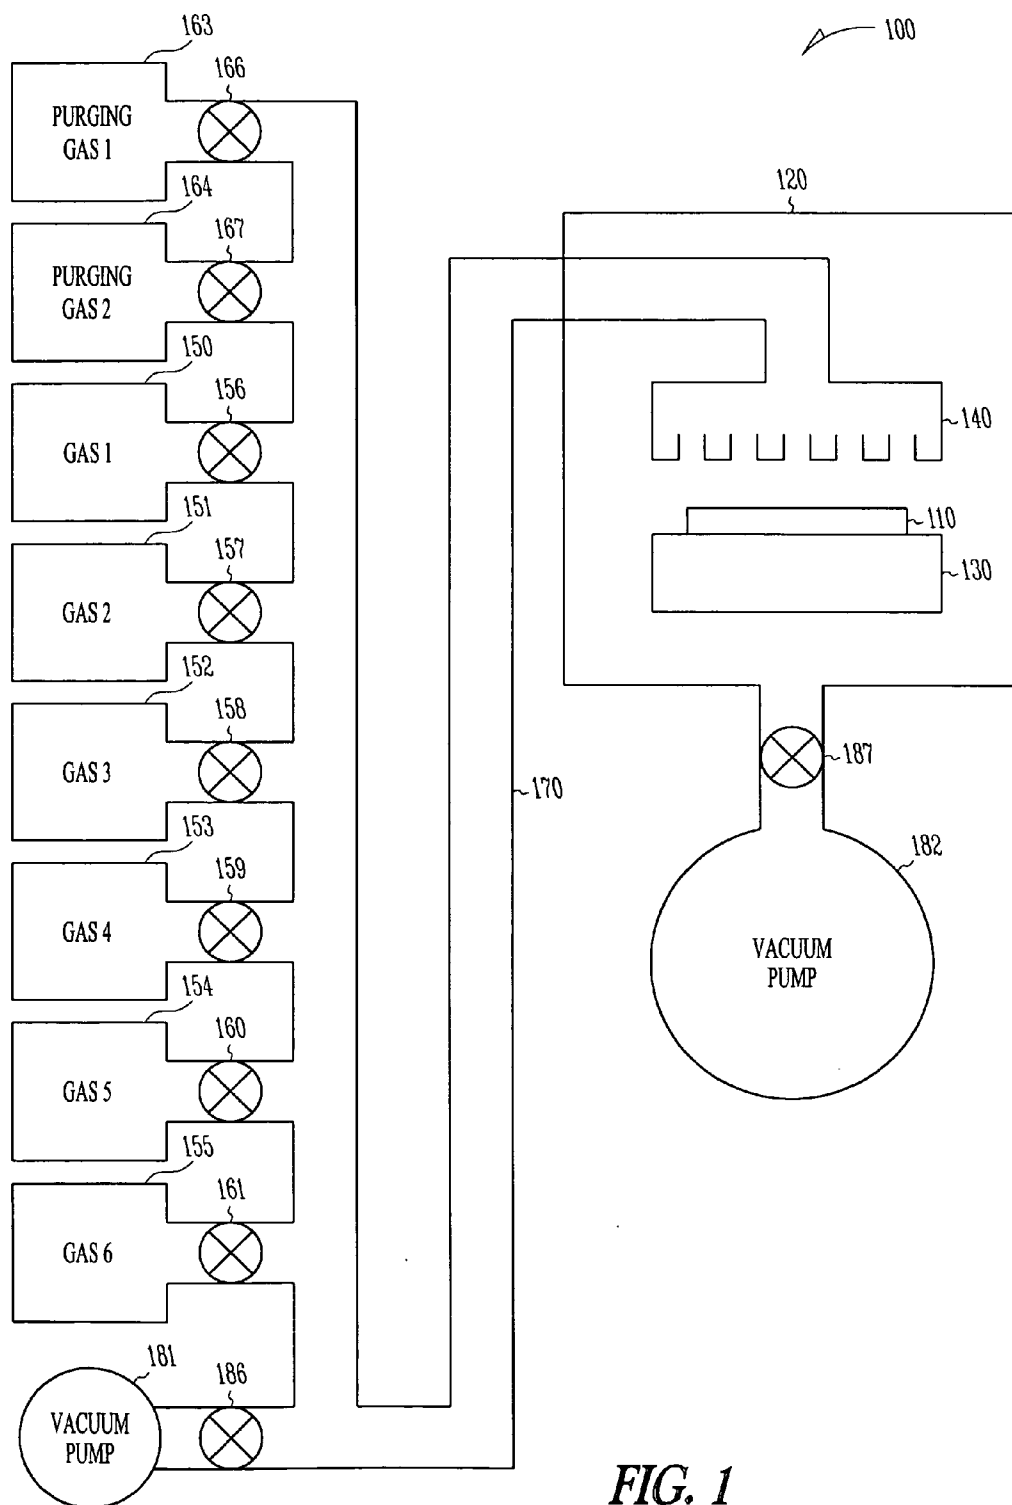 100
163
166
PURGING
GAS 1
164
167
PURGING
GAS 2
120
150
156
GAS 1
140
151
157
GAS 2
110
130
152
158
GAS 3
187
170
153
159
GAS 4
182
VACUUM
PUMP
154
160
GAS 5
155
161
GAS 6
181
186
VACUUM
PUMP
FIG. 1